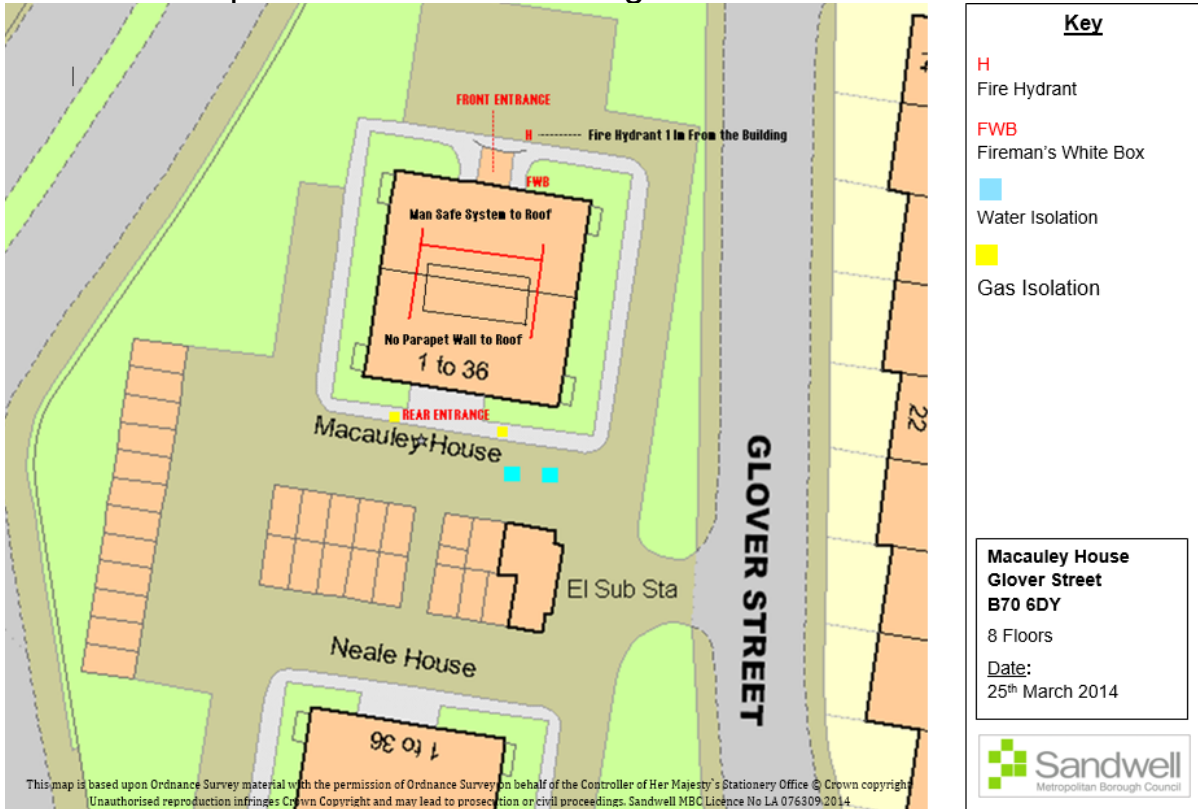 FRONT ENTRANCE
H
Fire Hydrant 1 lm From the Building
FWB
Man Safe System to Roof
No Parapet Wall to Roof
1 to 36
REAR ENTRANCE
Macauley House
El Sub Sta
Neale House
1 to 36
GLOVER STREET
22
This map is based upon Ordnance Survey material with the permission of Ordnance Survey on behalf of the Controller of Her Majesty`s Stationery Office © Crown copyright
Unauthorised reproduction infringes Crown Copyright and may lead to prosecution or civil proceedings. Sandwell MBC Licence No LA 076309 2014
Key
H
Fire Hydrant
FWB
Fireman's White Box
Water Isolation
Gas Isolation
Macauley House
Glover Street
B70 6DY
8 Floors
Date:
25th March 2014
Sandwell
Metropolitan Borough Council